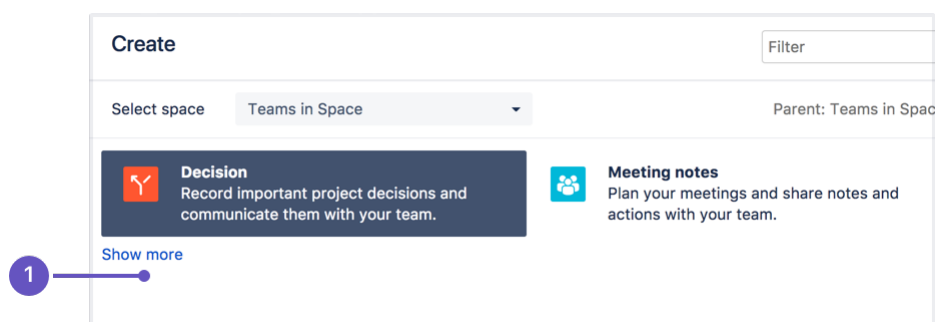 Create
Filter
Select space
Teams in Space
Parent: Teams in Spac
Decision
Record important project decisions and
communicate them with your team.
Meeting notes
Plan your meetings and share notes and
actions with your team.
Show more
1